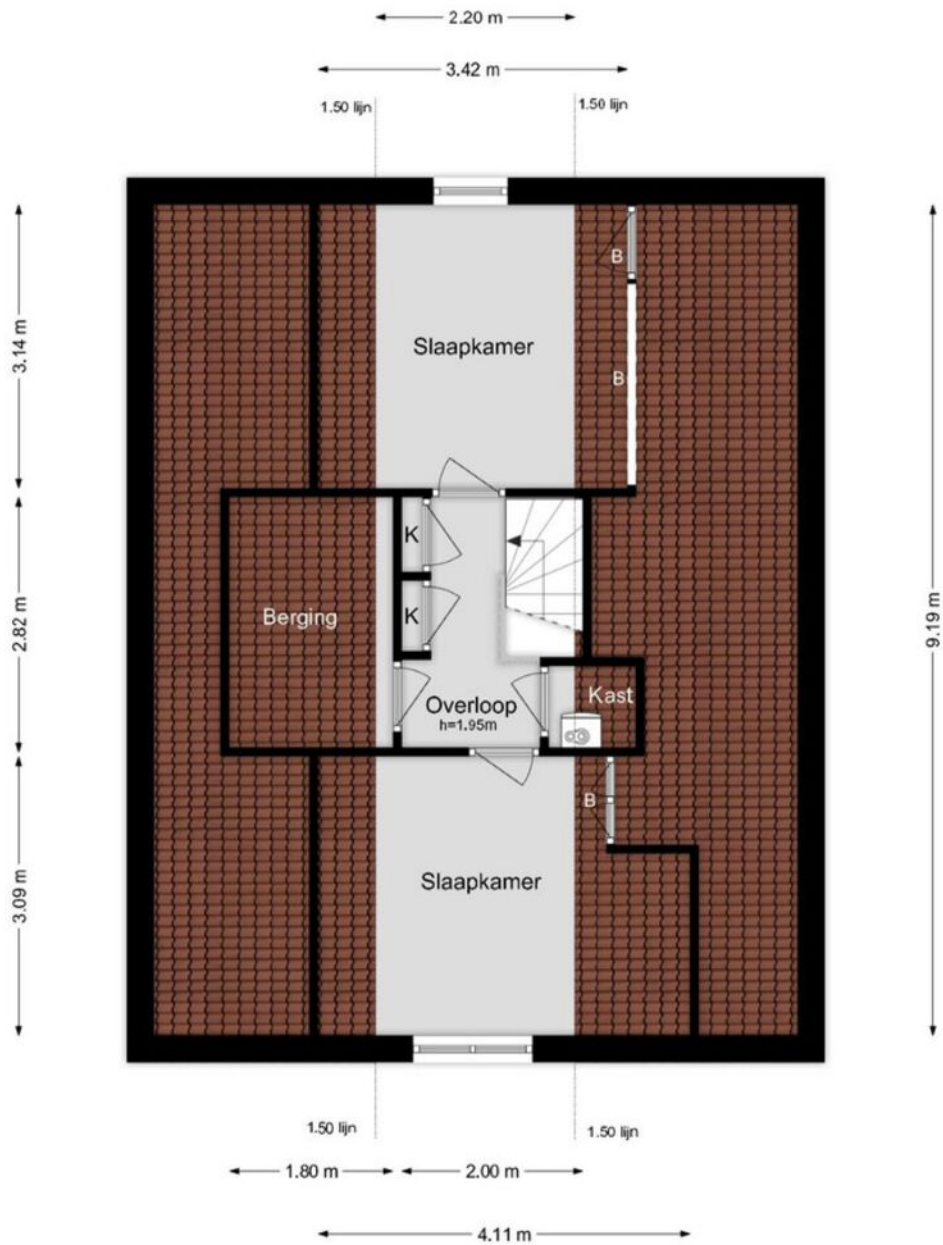 2.20 m
3.42 m
1.50 lijn
1.50 lijn
3.14 m
Slaapkamer
B
B
2.82 m
K
K
Berging
Overloop
h=1.95m
Kast
9.19 m
3.09 m
B
Slaapkamer
1.50 lijn
1.50 lijn
1.80 m
2.00 m
4.11 m